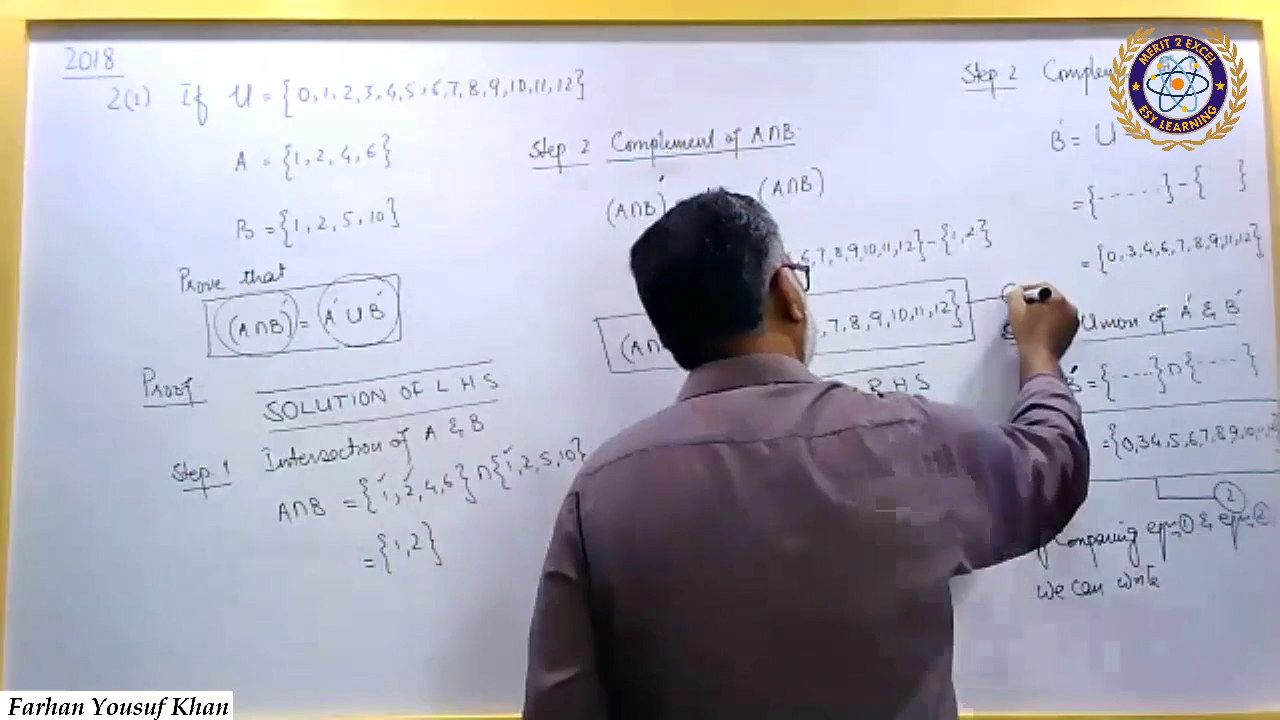 2018
2(i) If U = {0,1,2,3,4,5,6,7,8,9,10,11,12}
A = {1,2,4,6}
B = {1,2,5,10}
Prove that
(A∩B)' = A' U B'
Proof
SOLUTION OF L H S
Step 1 Intersection of A & B
A∩B = {1,2,4,6} ∩ {1,2,5,10}
= {1,2}
Step 2 Complement of A∩B
(A∩B)' (A∩B)
6,7,8,9,10,11,12} - {1,2}
,7,8,9,10,11,12}
R H S
Step 2
B' = U
= {- - - - -} - { }
= {0,3,4,6,7,8,9,11,12}
Union of A' & B'
B' = {- - - - -} ∩ {- - - - -}
= {0,3 4,5,6,7,8 9,10,11
2
Comparing eqn ① & eqn ②
We can write
MERIT 2 EXCEL
ESY LEARNING
Farhan Yousuf Khan